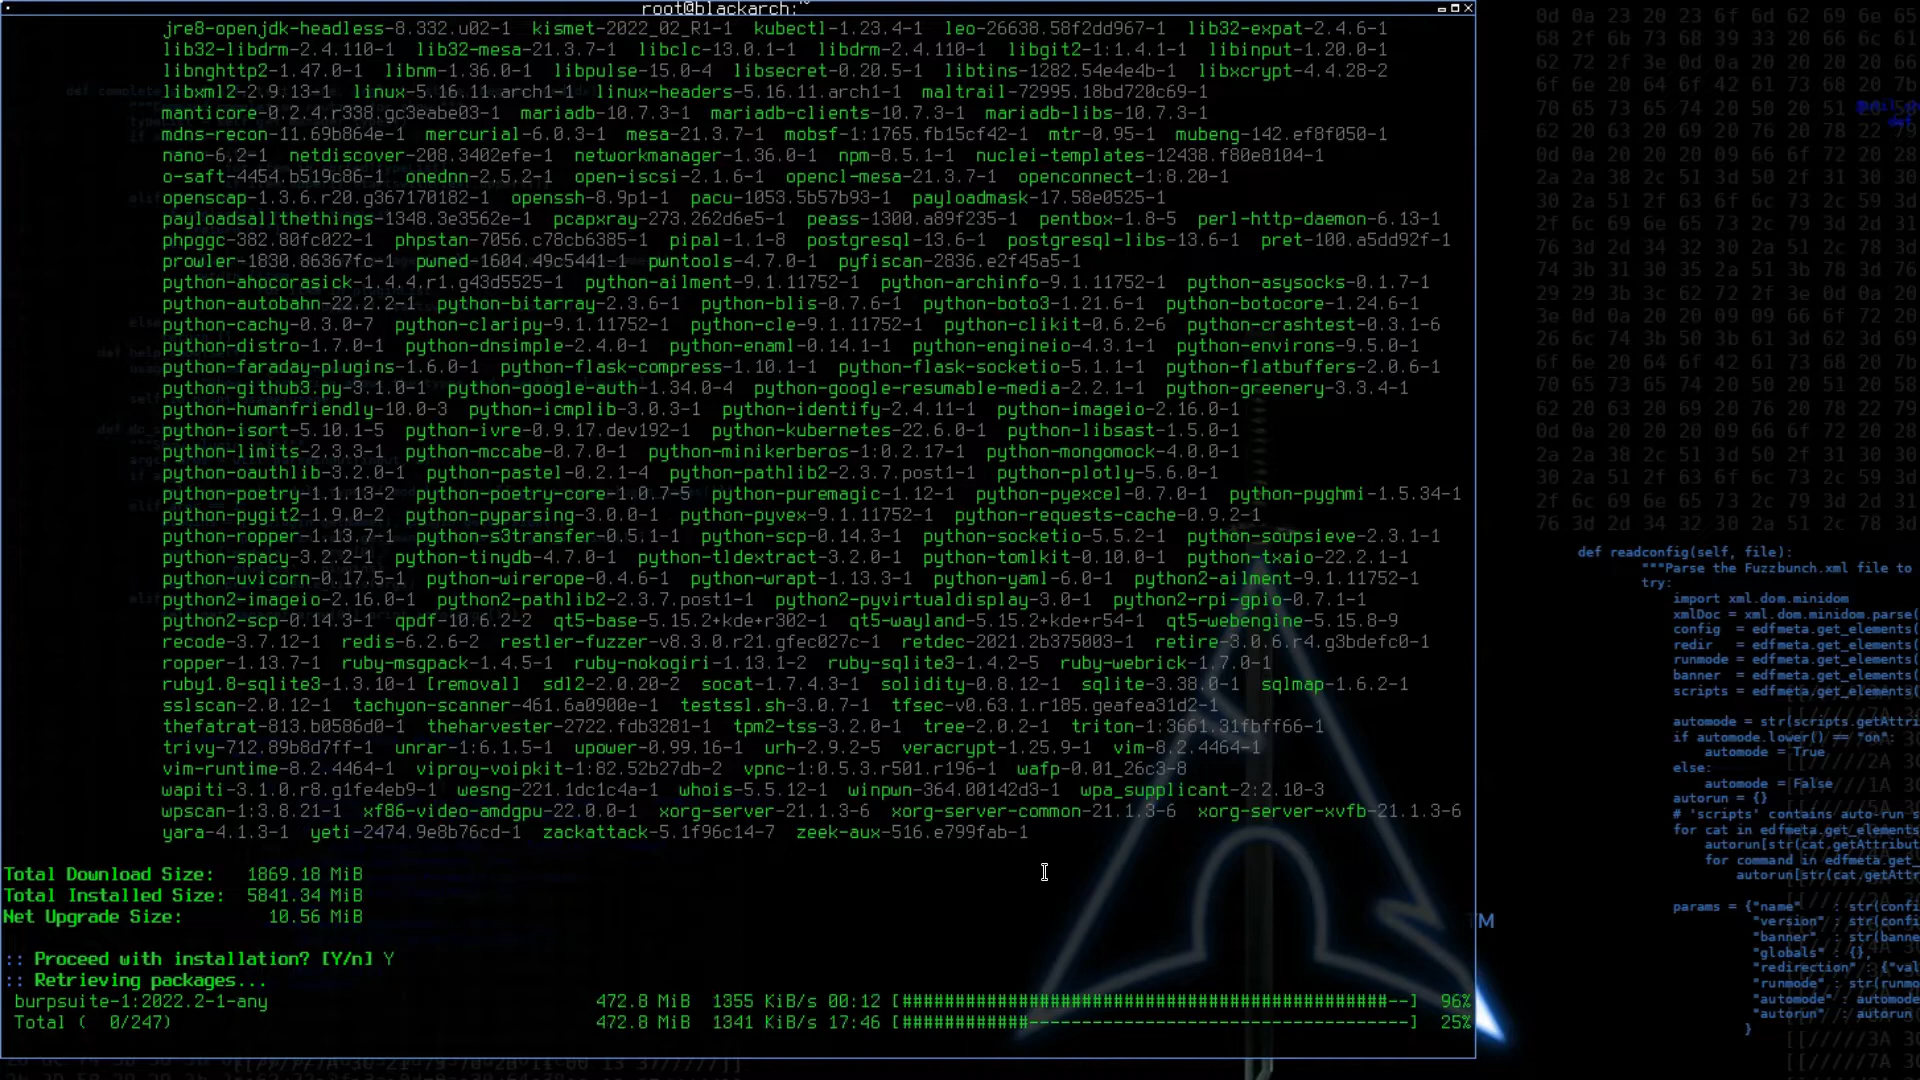 root@blackarch:~
jre8-openjdk-headless-8.332.u02-1  kismet-2022_02_R1-1  kubectl-1.23.4-1  leo-26638.58f2dd967-1  lib32-expat-2.4.6-1
lib32-libdrm-2.4.110-1  lib32-mesa-21.3.7-1  libclc-13.0.1-1  libdrm-2.4.110-1  libgit2-1:1.4.1-1  libinput-1.20.0-1
libnghttp2-1.47.0-1  libnm-1.36.0-1  libpulse-15.0-4  libsecret-0.20.5-1  libtins-1282.54e4e4b-1  libxcrypt-4.4.28-2
libxml2-2.9.13-1  linux-5.16.11.arch1-1  linux-headers-5.16.11.arch1-1  maltrail-72995.18bd720c69-1
manticore-0.2.4.r338.gc3eabe03-1  mariadb-10.7.3-1  mariadb-clients-10.7.3-1  mariadb-libs-10.7.3-1
mdns-recon-11.69b864e-1  mercurial-6.0.3-1  mesa-21.3.7-1  mobsf-1:1765.fb15cf42-1  mtr-0.95-1  mubeng-142.ef8f050-1
nano-6.2-1  netdiscover-208.3402efe-1  networkmanager-1.36.0-1  npm-8.5.1-1  nuclei-templates-12438.f80e8104-1
o-saft-4454.b519c86-1  onednn-2.5.2-1  open-iscsi-2.1.6-1  opencl-mesa-21.3.7-1  openconnect-1:8.20-1
openscap-1.3.6.r20.g367170182-1  openssh-8.9p1-1  pacu-1053.5b57b93-1  payloadmask-17.58e0525-1
payloadsallthethings-1348.3e3562e-1  pcapxray-273.262d6e5-1  peass-1300.a89f235-1  pentbox-1.8-5  perl-http-daemon-6.13-1
phpggc-382.80fc022-1  phpstan-7056.c78cb6385-1  pipal-1.1-8  postgresql-13.6-1  postgresql-libs-13.6-1  pret-100.a5dd92f-1
prowler-1830.86367fc-1  pwned-1604.49c5441-1  pwntools-4.7.0-1  pyfiscan-2836.e2f45a5-1
python-ahocorasick-1.4.4.r1.g43d5525-1  python-ailment-9.1.11752-1  python-archinfo-9.1.11752-1  python-asysocks-0.1.7-1
python-autobahn-22.2.2-1  python-bitarray-2.3.6-1  python-blis-0.7.6-1  python-boto3-1.21.6-1  python-botocore-1.24.6-1
python-cachy-0.3.0-7  python-claripy-9.1.11752-1  python-cle-9.1.11752-1  python-clikit-0.6.2-6  python-crashtest-0.3.1-6
python-distro-1.7.0-1  python-dnsimple-2.4.0-1  python-enaml-0.14.1-1  python-engineio-4.3.1-1  python-environs-9.5.0-1
python-faraday-plugins-1.6.0-1  python-flask-compress-1.10.1-1  python-flask-socketio-5.1.1-1  python-flatbuffers-2.0.6-1
python-github3.py-3.1.0-1  python-google-auth-1.34.0-4  python-google-resumable-media-2.2.1-1  python-greenery-3.3.4-1
python-humanfriendly-10.0-3  python-icmplib-3.0.3-1  python-identify-2.4.11-1  python-imageio-2.16.0-1
python-isort-5.10.1-5  python-ivre-0.9.17.dev192-1  python-kubernetes-22.6.0-1  python-libsast-1.5.0-1
python-limits-2.3.3-1  python-mccabe-0.7.0-1  python-minikerberos-1:0.2.17-1  python-mongomock-4.0.0-1
python-oauthlib-3.2.0-1  python-pastel-0.2.1-4  python-pathlib2-2.3.7.post1-1  python-plotly-5.6.0-1
python-poetry-1.1.13-2  python-poetry-core-1.0.7-5  python-puremagic-1.12-1  python-pyexcel-0.7.0-1  python-pyghmi-1.5.34-1
python-pygit2-1.9.0-2  python-pyparsing-3.0.0-1  python-pyvex-9.1.11752-1  python-requests-cache-0.9.2-1
python-ropper-1.13.7-1  python-s3transfer-0.5.1-1  python-scp-0.14.3-1  python-socketio-5.5.2-1  python-soupsieve-2.3.1-1
python-spacy-3.2.2-1  python-tinydb-4.7.0-1  python-tldextract-3.2.0-1  python-tomlkit-0.10.0-1  python-txaio-22.2.1-1
python-uvicorn-0.17.5-1  python-wirerope-0.4.6-1  python-wrapt-1.13.3-1  python-yaml-6.0-1  python2-ailment-9.1.11752-1
python2-imageio-2.16.0-1  python2-pathlib2-2.3.7.post1-1  python2-pyvirtualdisplay-3.0-1  python2-rpi-gpio-0.7.1-1
python2-scp-0.14.3-1  qpdf-10.6.2-2  qt5-base-5.15.2+kde+r302-1  qt5-wayland-5.15.2+kde+r54-1  qt5-webengine-5.15.8-9
recode-3.7.12-1  redis-6.2.6-2  restler-fuzzer-v8.3.0.r21.gfec027c-1  retdec-2021.2b375003-1  retire-3.0.6.r4.g3bdefc0-1
ropper-1.13.7-1  ruby-msgpack-1.4.5-1  ruby-nokogiri-1.13.1-2  ruby-sqlite3-1.4.2-5  ruby-webrick-1.7.0-1
ruby1.8-sqlite3-1.3.10-1 [removal]  sdl2-2.0.20-2  socat-1.7.4.3-1  solidity-0.8.12-1  sqlite-3.38.0-1  sqlmap-1.6.2-1
sslscan-2.0.12-1  tachyon-scanner-461.6a0900e-1  testssl.sh-3.0.7-1  tfsec-v0.63.1.r185.geafea31d2-1
thefatrat-813.b0586d0-1  theharvester-2722.fdb3281-1  tpm2-tss-3.2.0-1  tree-2.0.2-1  triton-1:3661.31fbff66-1
trivy-712.89b8d7ff-1  unrar-1:6.1.5-1  upower-0.99.16-1  urh-2.9.2-5  veracrypt-1.25.9-1  vim-8.2.4464-1
vim-runtime-8.2.4464-1  viproy-voipkit-1:82.52b27db-2  vpnc-1:0.5.3.r501.r196-1  wafp-0.01_26c3-8
wapiti-3.1.0.r8.g1fe4eb9-1  wesng-221.1dc1c4a-1  whois-5.5.12-1  winpwn-364.00142d3-1  wpa_supplicant-2:2.10-3
wpscan-1:3.8.21-1  xf86-video-amdgpu-22.0.0-1  xorg-server-21.1.3-6  xorg-server-common-21.1.3-6  xorg-server-xvfb-21.1.3-6
yara-4.1.3-1  yeti-2474.9e8b76cd-1  zackattack-5.1f96c14-7  zeek-aux-516.e799fab-1
Total Download Size:   1869.18 MiB
Total Installed Size:  5841.34 MiB
Net Upgrade Size:        10.56 MiB
:: Proceed with installation? [Y/n] Y
:: Retrieving packages...
burpsuite-1:2022.2-1-any  472.8 MiB  1355 KiB/s 00:12 [##############################################--]  96%
Total (  0/247)  472.8 MiB  1341 KiB/s 17:46 [############------------------------------------]  25%
TM
def readconfig(self, file):
"""Parse the Fuzzbunch.xml file to
try:
import xml.dom.minidom
xmlDoc = xml.dom.minidom.parse(
config  = edfmeta.get_elements(
redir   = edfmeta.get_elements(
runmode = edfmeta.get_elements(
banner  = edfmeta.get_elements(
scripts = edfmeta.get_elements(
automode = str(scripts.getAttri
if automode.lower() == "on":
automode = True
else:
automode = False
autorun = {}
# 'scripts' contains auto-run s
for cat in edfmeta.get_elements
autorun[str(cat.getAttribut
for command in edfmeta.get_
autorun[str(cat.getAttr
params = {"name"    : str(confi
"version" : str(confi
"banner"  : str(banne
"globals" : {},
"redirection" : {"val
"runmode" : str(runmo
"automode" : automode
"autorun" : autorun
}